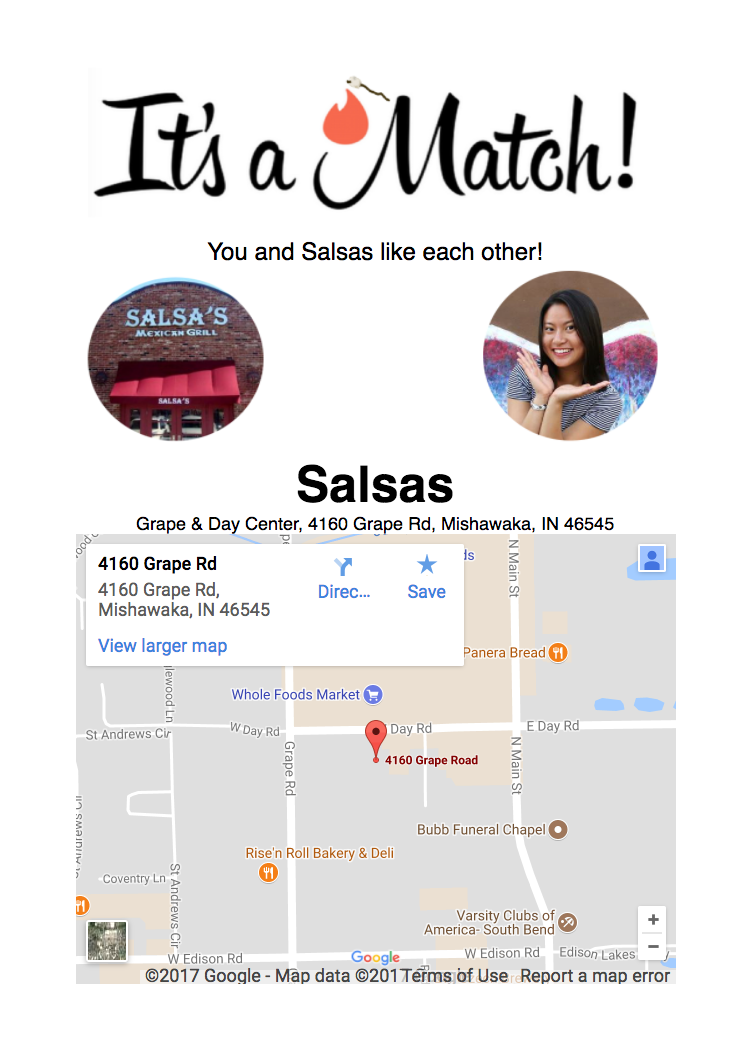 It's a Match!
You and Salsas like each other!
SALSA'S
MEXICAN GRILL
SALSA'S
Salsas
Grape & Day Center, 4160 Grape Rd, Mishawaka, IN 46545
4160 Grape Rd
4160 Grape Rd,
Mishawaka, IN 46545
Direc...
Save
View larger map
ds
N Main St
Panera Bread
Whole Foods Market
W Day Rd
Day Rd
E Day Rd
St Andrews Cir
Grape Rd
4160 Grape Road
N Main St
Bubb Funeral Chapel
Rise'n Roll Bakery & Deli
St Andrews Cir
Coventry Ln
St Andrews Cir
Varsity Clubs of
America- South Bend
W Edison Rd
Google
W Edison Rd
Edison Lakes
©2017 Google - Map data ©201
Terms of Use
Report a map error